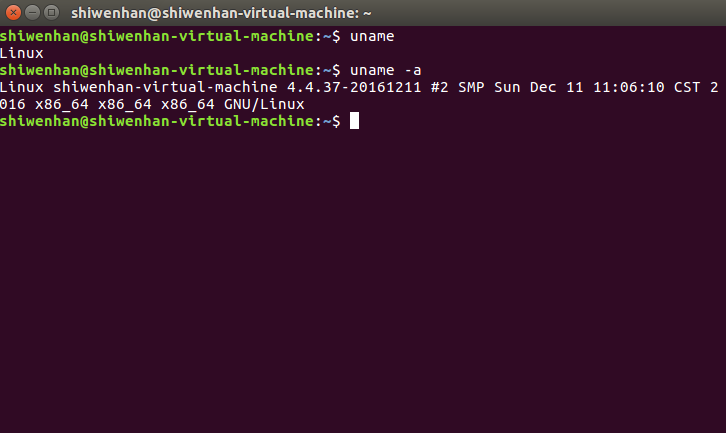 shiwenhan@shiwenhan-virtual-machine: ~
shiwenhan@shiwenhan-virtual-machine:~$ uname
Linux
shiwenhan@shiwenhan-virtual-machine:~$ uname -a
Linux shiwenhan-virtual-machine 4.4.37-20161211 #2 SMP Sun Dec 11 11:06:10 CST 2
016 x86_64 x86_64 x86_64 GNU/Linux
shiwenhan@shiwenhan-virtual-machine:~$